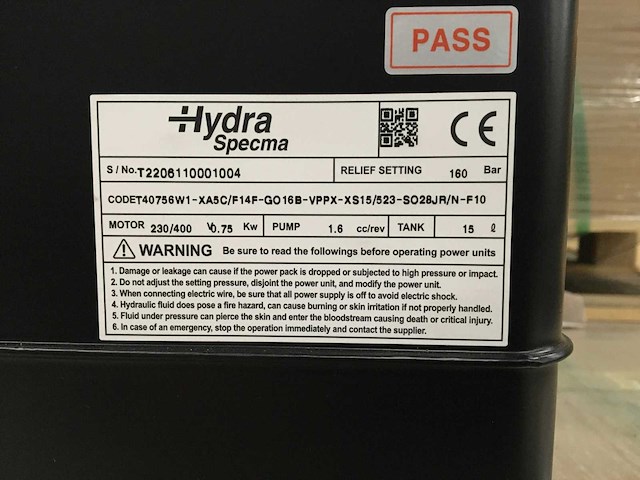 PASS
Hydra
Specma
CE
S / No. T2206110001004 RELIEF SETTING 160 Bar
CODE T40756W1-XA5C/F14F-GO16B-VPPX-XS15/523-SO28JR/N-F10
MOTOR 230/400 V 0.75 Kw PUMP 1.6 cc/rev TANK 15 ℓ
WARNING Be sure to read the followings before operating power units
1. Damage or leakage can cause if the power pack is dropped or subjected to high pressure or impact.
2. Do not adjust the setting pressure, disjoint the power unit, and modify the power unit.
3. When connecting electric wire, be sure that all power supply is off to avoid electric shock.
4. Hydraulic fluid does pose a fire hazard, can cause burning or skin irritation if not properly handled.
5. Fluid under pressure can pierce the skin and enter the bloodstream causing death or critical injury.
6. In case of an emergency, stop the operation immediately and contact the supplier.